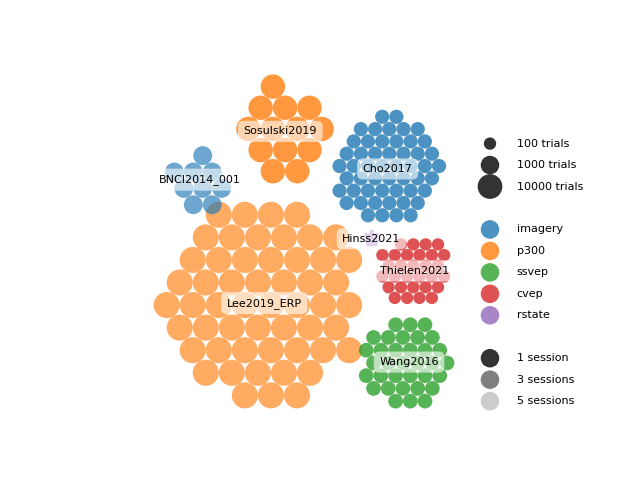 Sosulski2019
Cho2017
BNCI2014_001
Hinss2021
Thielen2021
Lee2019_ERP
Wang2016
100 trials
1000 trials
10000 trials
imagery
p300
ssvep
cvep
rstate
1 session
3 sessions
5 sessions